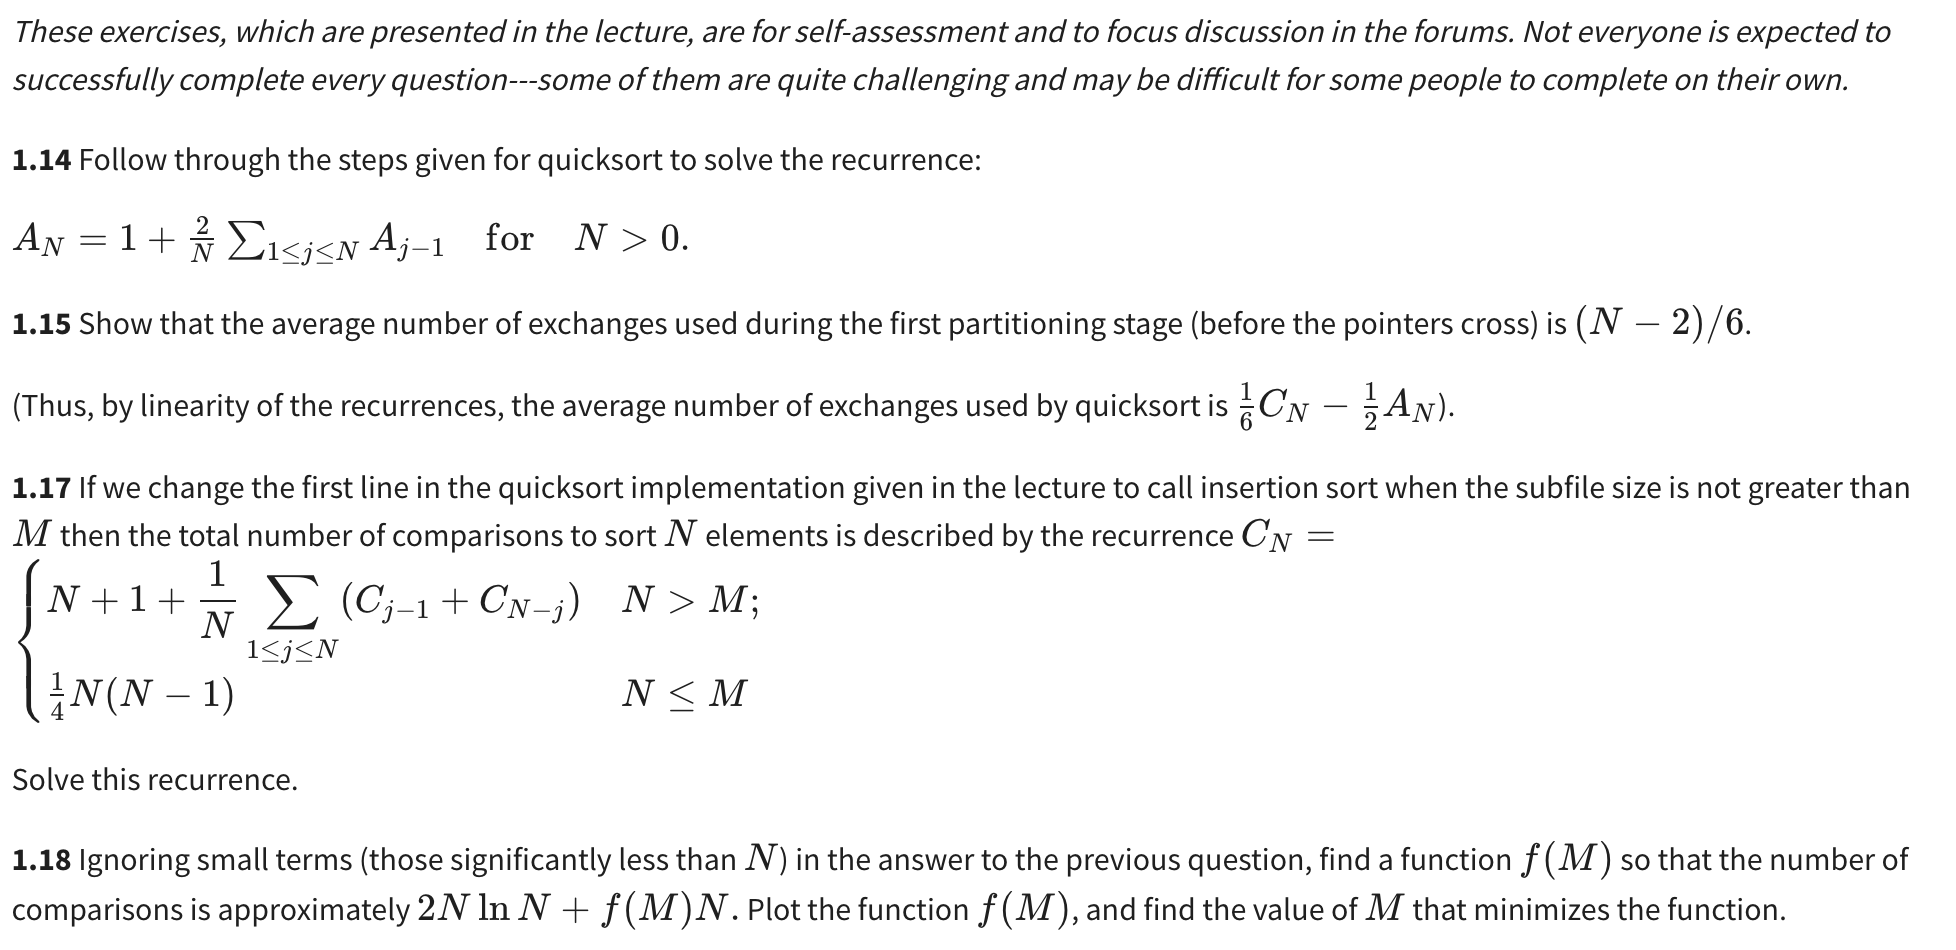 These exercises, which are presented in the lecture, are for self-assessment and to focus discussion in the forums. Not everyone is expected to
successfully complete every question---some of them are quite challenging and may be difficult for some people to complete on their own.
1.14 Follow through the steps given for quicksort to solve the recurrence:
$A_N = 1 + \frac{2}{N} \sum_{1 \le j \le N} A_{j-1} \quad \text{for} \quad N > 0.$
1.15 Show that the average number of exchanges used during the first partitioning stage (before the pointers cross) is $(N - 2)/6$.
(Thus, by linearity of the recurrences, the average number of exchanges used by quicksort is $\frac{1}{6}C_N - \frac{1}{2}A_N$).
1.17 If we change the first line in the quicksort implementation given in the lecture to call insertion sort when the subfile size is not greater than
$M$ then the total number of comparisons to sort $N$ elements is described by the recurrence $C_N =$
$\begin{cases} N + 1 + \dfrac{1}{N} \displaystyle\sum_{1 \le j \le N} (C_{j-1} + C_{N-j}) & N > M; \\ \frac{1}{4}N(N - 1) & N \le M \end{cases}$
Solve this recurrence.
1.18 Ignoring small terms (those significantly less than $N$) in the answer to the previous question, find a function $f(M)$ so that the number of
comparisons is approximately $2N \ln N + f(M)N$. Plot the function $f(M)$, and find the value of $M$ that minimizes the function.